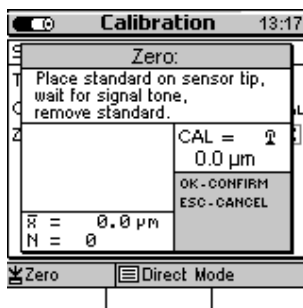 Calibration 13:17
Zero:
Place standard on sensor tip,
wait for signal tone,
remove standard.
CAL =
0.0 µm
OK-CONFIRM
ESC-CANCEL
x̅ = 0.0 µm
N = 0
Zero
Direct Mode